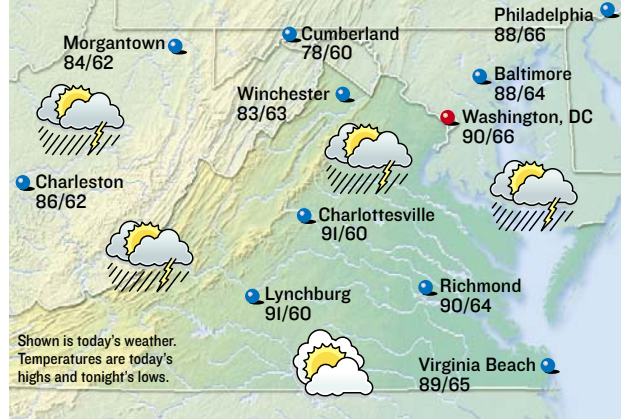 Philadelphia
88/66
Cumberland
78/60
Morgantown
84/62
Baltimore
88/64
Winchester
83/63
Washington, DC
90/66
Charleston
86/62
Charlottesville
91/60
Richmond
90/64
Lynchburg
91/60
Shown is today's weather.
Temperatures are today's
highs and tonight's lows.
Virginia Beach
89/65